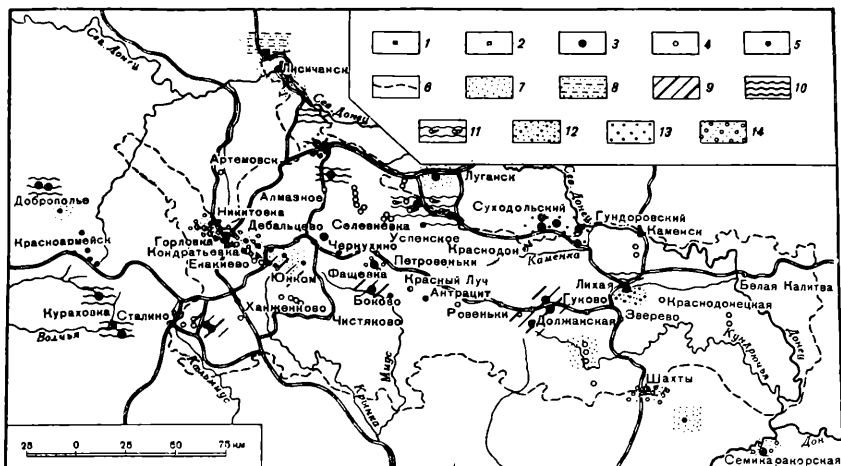 1 2 3 4 5
6 7 8 9 10
11 12 13 14
Сев. Донец
Лисичанск
Сев. Донец
Артемовск
Алмазное
Луганск
Сев. Донец
Доброполье
Никитовка
Дебальцево
Селезневка
Суходольский
Гундоровский
Каменск
Красноармейск
Горловка
Кондратьевка
Чернухино
Успенское
Краснодон
Каменка
Енакиево
Петровеньки
Юнком
Фащевка
Красный Луч
Лихая
Белая Калитва
Кураховка
Сталино
Ханженково
Боково
Антрацит
Гуково
Краснодонецкая
Волчья
Чистяково
Ровеньки
Должанская
Зверево
Донец
Кундрючья
Кальмиус
Миус
Крынка
Шахты
Дон
Семикаракорская
25 0 25 50 75 км